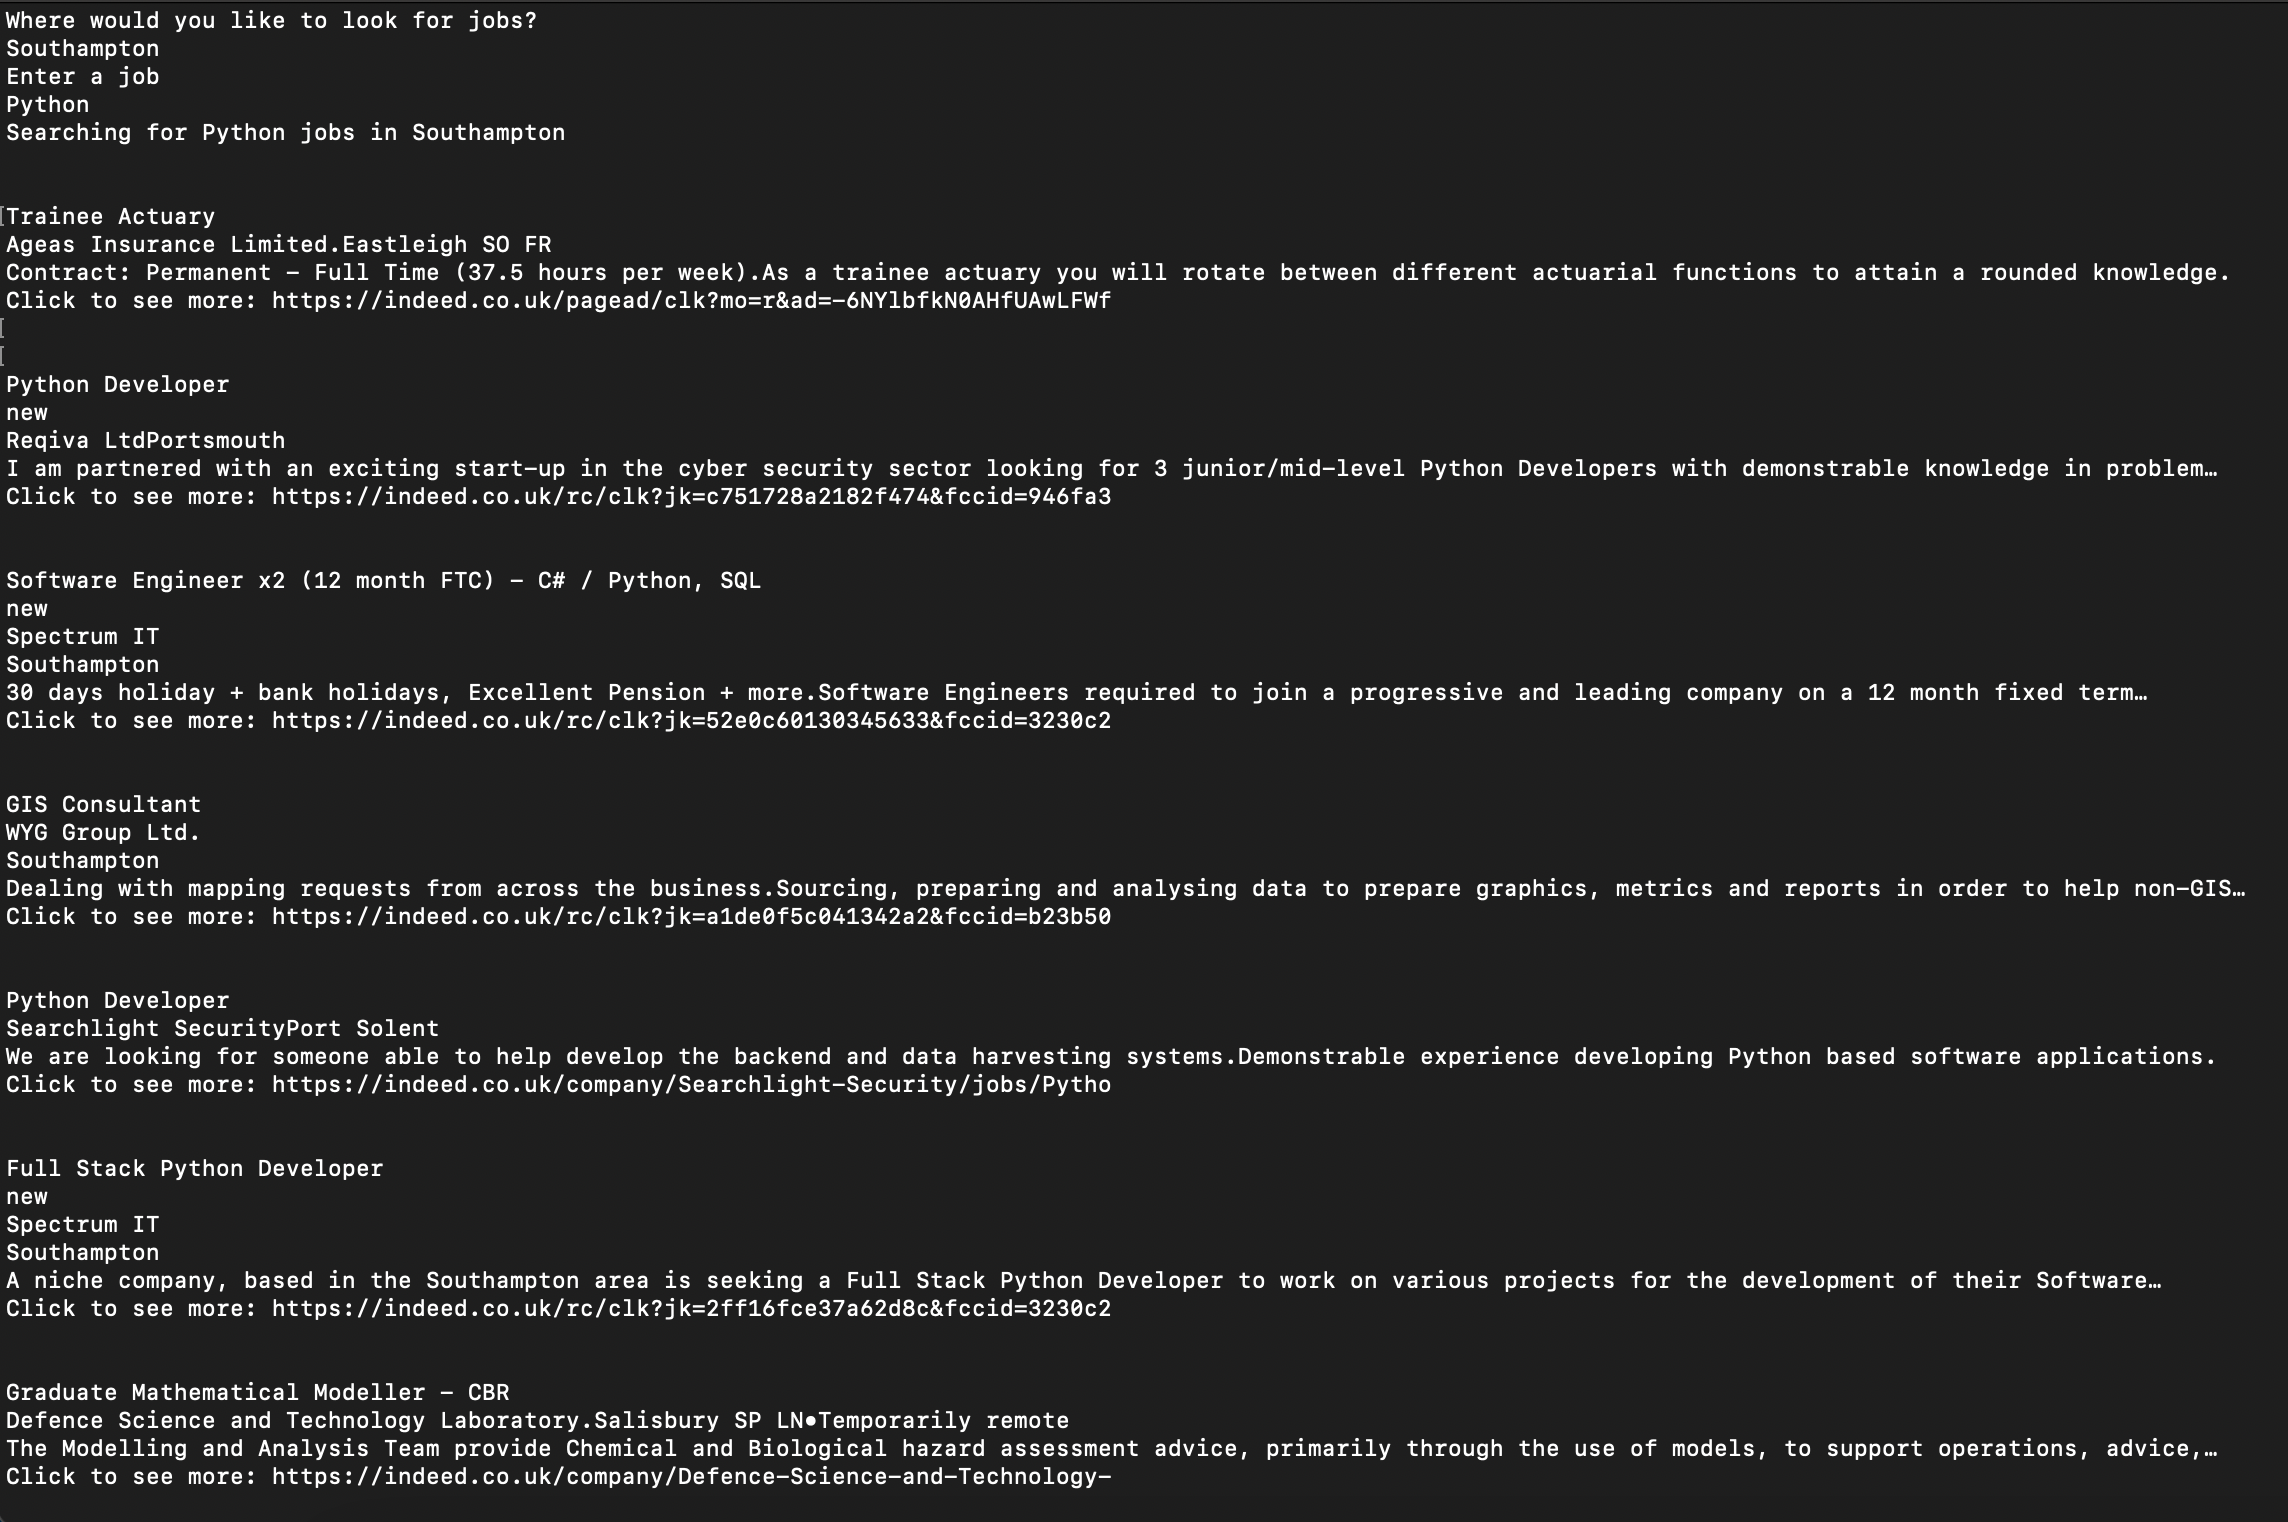 Where would you like to look for jobs?
Southampton
Enter a job
Python
Searching for Python jobs in Southampton
Trainee Actuary
Ageas Insurance Limited.Eastleigh SO FR
Contract: Permanent – Full Time (37.5 hours per week).As a trainee actuary you will rotate between different actuarial functions to attain a rounded knowledge.
Click to see more: https://indeed.co.uk/pagead/clk?mo=r&ad=-6NYlbfkN0AHfUAwLFWf
Python Developer
new
Reqiva LtdPortsmouth
I am partnered with an exciting start-up in the cyber security sector looking for 3 junior/mid-level Python Developers with demonstrable knowledge in problem…
Click to see more: https://indeed.co.uk/rc/clk?jk=c751728a2182f474&fccid=946fa3
Software Engineer x2 (12 month FTC) – C# / Python, SQL
new
Spectrum IT
Southampton
30 days holiday + bank holidays, Excellent Pension + more.Software Engineers required to join a progressive and leading company on a 12 month fixed term…
Click to see more: https://indeed.co.uk/rc/clk?jk=52e0c60130345633&fccid=3230c2
GIS Consultant
WYG Group Ltd.
Southampton
Dealing with mapping requests from across the business.Sourcing, preparing and analysing data to prepare graphics, metrics and reports in order to help non-GIS…
Click to see more: https://indeed.co.uk/rc/clk?jk=a1de0f5c041342a2&fccid=b23b50
Python Developer
Searchlight SecurityPort Solent
We are looking for someone able to help develop the backend and data harvesting systems.Demonstrable experience developing Python based software applications.
Click to see more: https://indeed.co.uk/company/Searchlight-Security/jobs/Pytho
Full Stack Python Developer
new
Spectrum IT
Southampton
A niche company, based in the Southampton area is seeking a Full Stack Python Developer to work on various projects for the development of their Software…
Click to see more: https://indeed.co.uk/rc/clk?jk=2ff16fce37a62d8c&fccid=3230c2
Graduate Mathematical Modeller – CBR
Defence Science and Technology Laboratory.Salisbury SP LN•Temporarily remote
The Modelling and Analysis Team provide Chemical and Biological hazard assessment advice, primarily through the use of models, to support operations, advice,…
Click to see more: https://indeed.co.uk/company/Defence-Science-and-Technology-